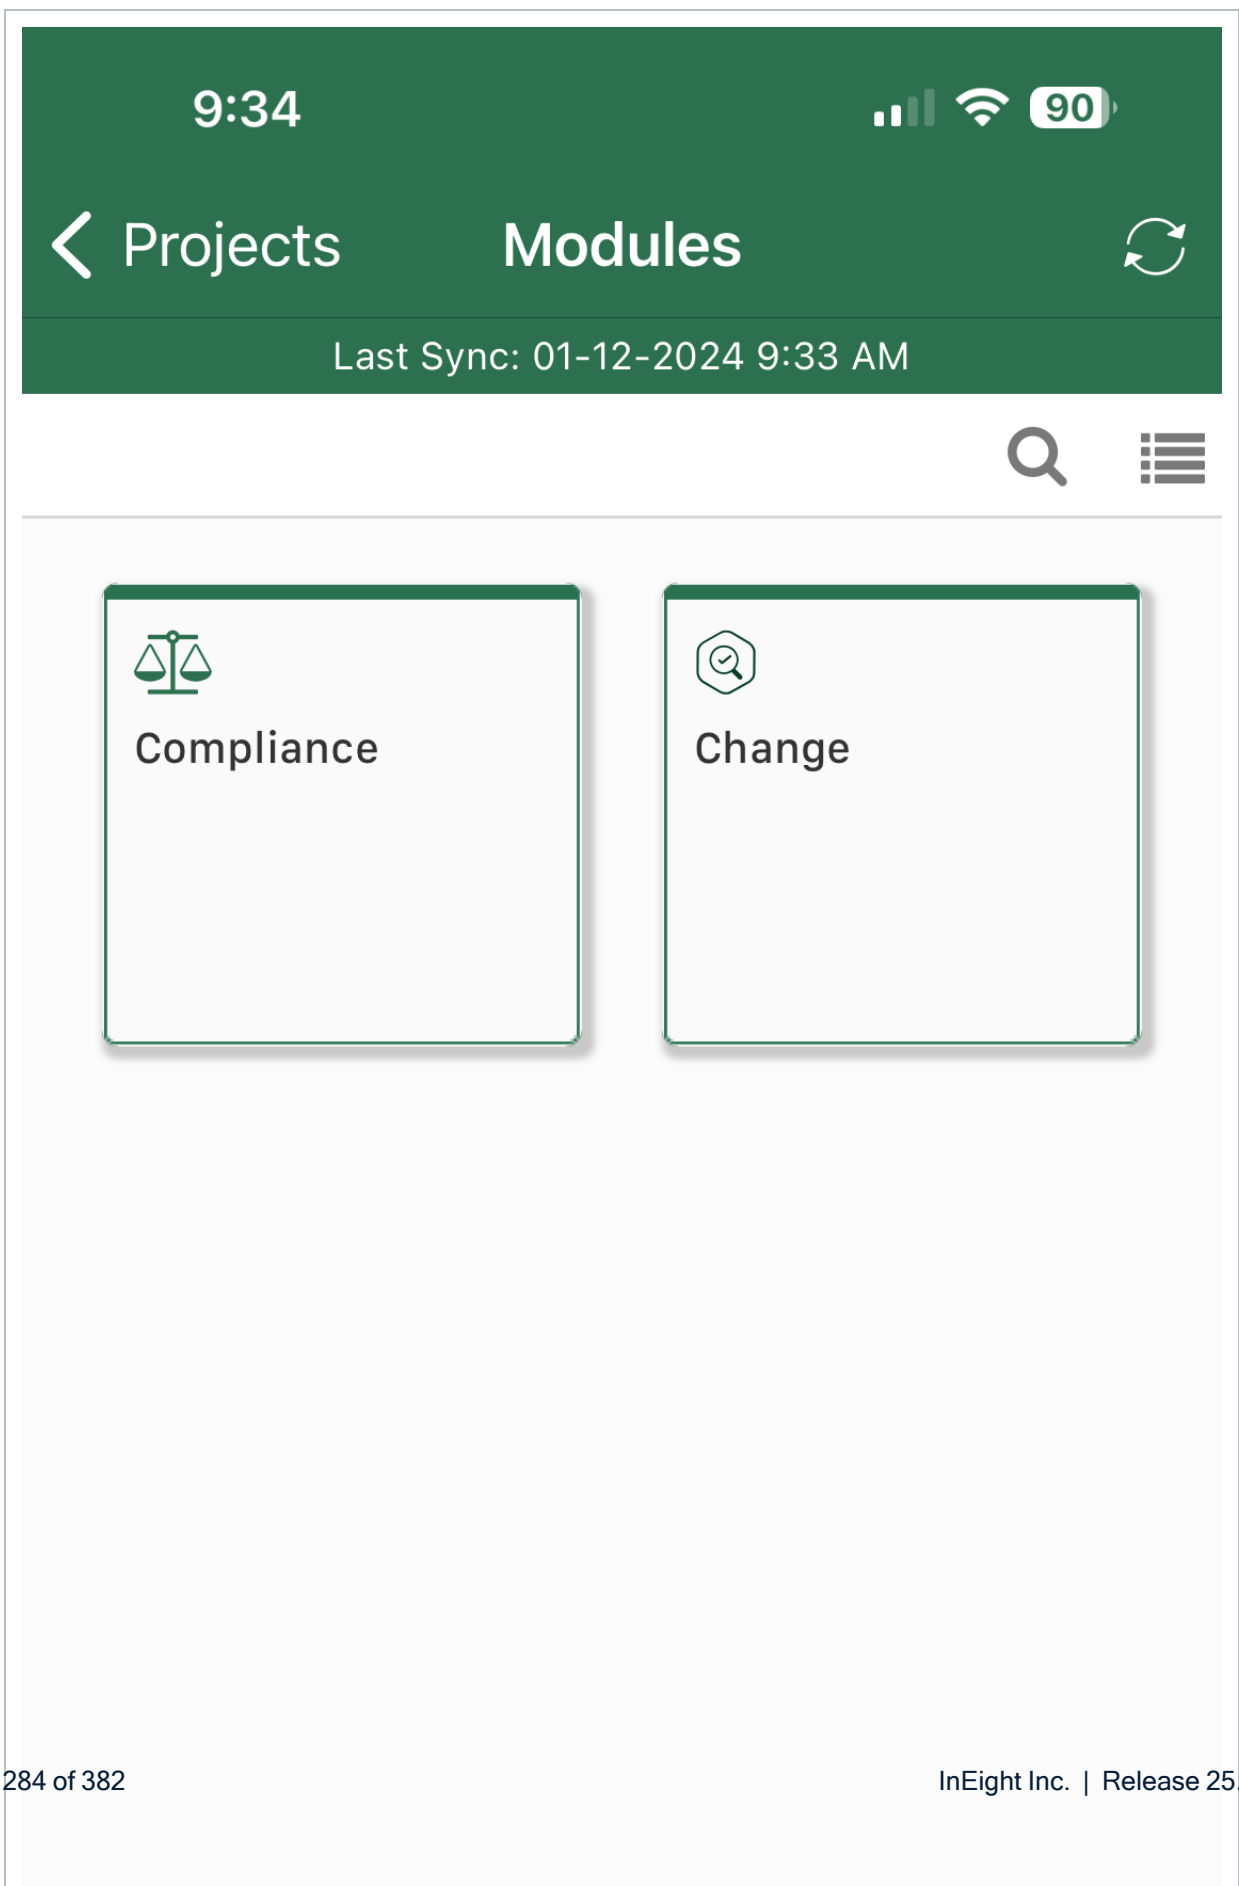 9:34
90
Projects
Modules
Last Sync: 01-12-2024 9:33 AM
Compliance
Change
284 of 382
InEight Inc. | Release 25.